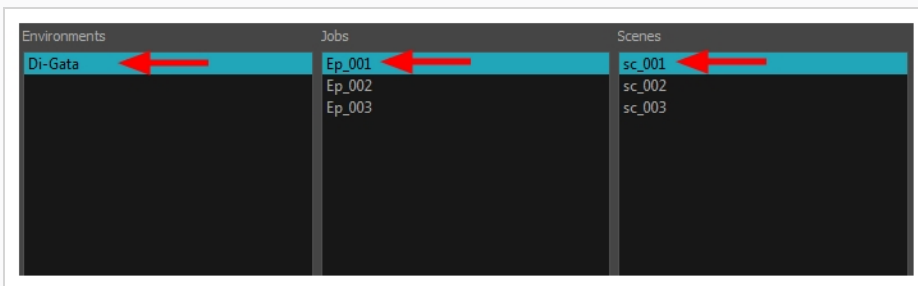 Environments Jobs Scenes
Di-Gata Ep_001 sc_001
Ep_002 sc_002
Ep_003 sc_003